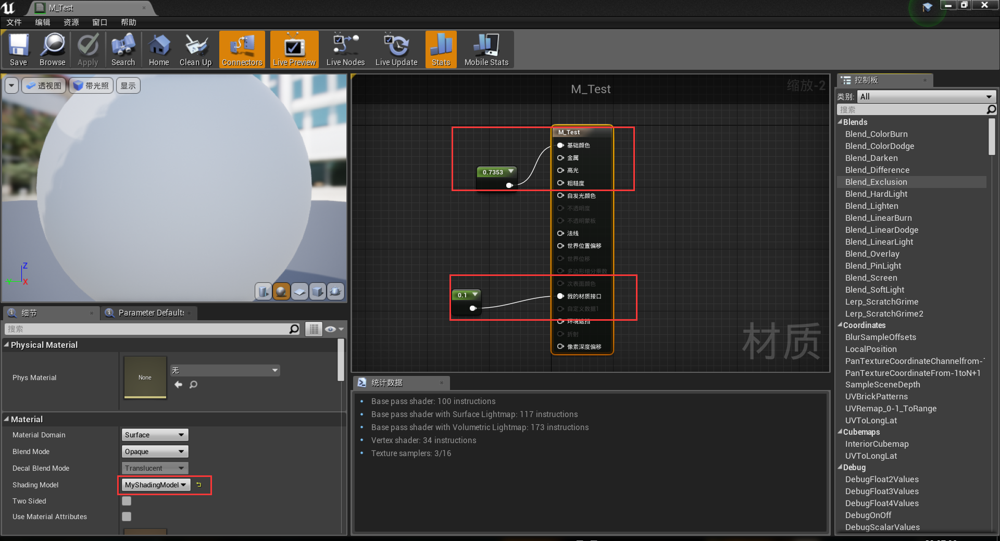 M_Test
文件 编辑 资源 窗口 帮助
Save Browse Apply Search Home Clean Up Connectors Live Preview Live Nodes Live Update Stats Mobile Stats
透视图 带光照 显示
Z
Y X
细节 Parameter Defaults
搜索
Physical Material
Phys Material
None
无
Material
Material Domain Surface
Blend Mode Opaque
Decal Blend Mode Translucent
Shading Model MyShadingModel
Two Sided
Use Material Attributes
M_Test
缩放-2
M_Test
基础颜色
金属
高光
粗糙度
自发光颜色
不透明度
不透明蒙板
法线
世界位置偏移
世界位移
多边形细分乘数
次表面颜色
我的材质接口
自定义数据1
环境遮挡
折射
像素深度偏移
0.7353
0.1
材质
统计数据
Base pass shader: 100 instructions
Base pass shader with Surface Lightmap: 117 instructions
Base pass shader with Volumetric Lightmap: 173 instructions
Vertex shader: 34 instructions
Texture samplers: 3/16
控制板
类别: All
搜索
Blends
Blend_ColorBurn
Blend_ColorDodge
Blend_Darken
Blend_Difference
Blend_Exclusion
Blend_HardLight
Blend_Lighten
Blend_LinearBurn
Blend_LinearDodge
Blend_LinearLight
Blend_Overlay
Blend_PinLight
Blend_Screen
Blend_SoftLight
Lerp_ScratchGrime
Lerp_ScratchGrime2
Coordinates
BlurSampleOffsets
LocalPosition
PanTextureCoordinateChannelfrom-
PanTextureCoordinateFrom-1toN+1
SampleSceneDepth
UVBrickPatterns
UVRemap_0-1_ToRange
UVToLongLat
Cubemaps
InteriorCubemap
UVToLongLat
Debug
DebugFloat2Values
DebugFloat3Values
DebugFloat4Values
DebugOnOff
DebugScalarValues